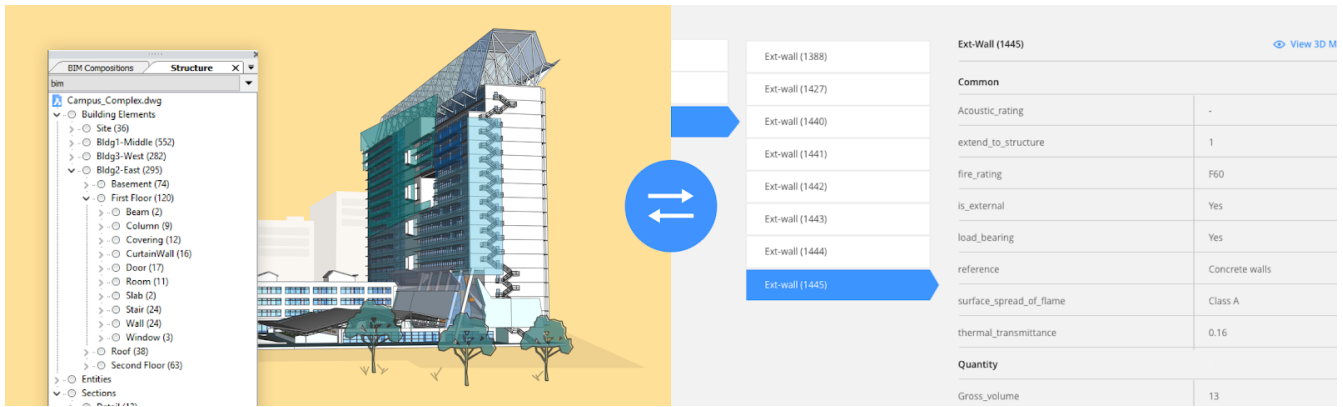 BIM Compositions
Structure
bim
Campus_Complex.dwg
Building Elements
Site (36)
Bldg1-Middle (552)
Bldg3-West (282)
Bldg2-East (295)
Basement (74)
First Floor (120)
Beam (2)
Column (9)
Covering (12)
CurtainWall (16)
Door (17)
Room (11)
Slab (2)
Stair (24)
Wall (24)
Window (3)
Roof (38)
Second Floor (63)
Entities
Sections
Detail (12)
Ext-wall (1388)
Ext-wall (1427)
Ext-wall (1440)
Ext-wall (1441)
Ext-wall (1442)
Ext-wall (1443)
Ext-wall (1444)
Ext-wall (1445)
Ext-Wall (1445)
View 3D M
Common
Acoustic_rating -
extend_to_structure 1
fire_rating F60
is_external Yes
load_bearing Yes
reference Concrete walls
surface_spread_of_flame Class A
thermal_transmittance 0.16
Quantity
Gross_volume 13